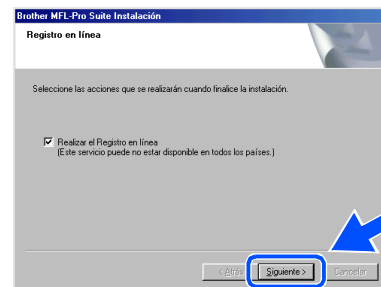 Brother MFL-Pro Suite Instalación
Registro en línea
Seleccione las acciones que se realizarán cuando finalice la instalación.
Realizar el Registro en línea
(Este servicio puede no estar disponible en todos los países.)
< Atrás Siguiente > Cancelar